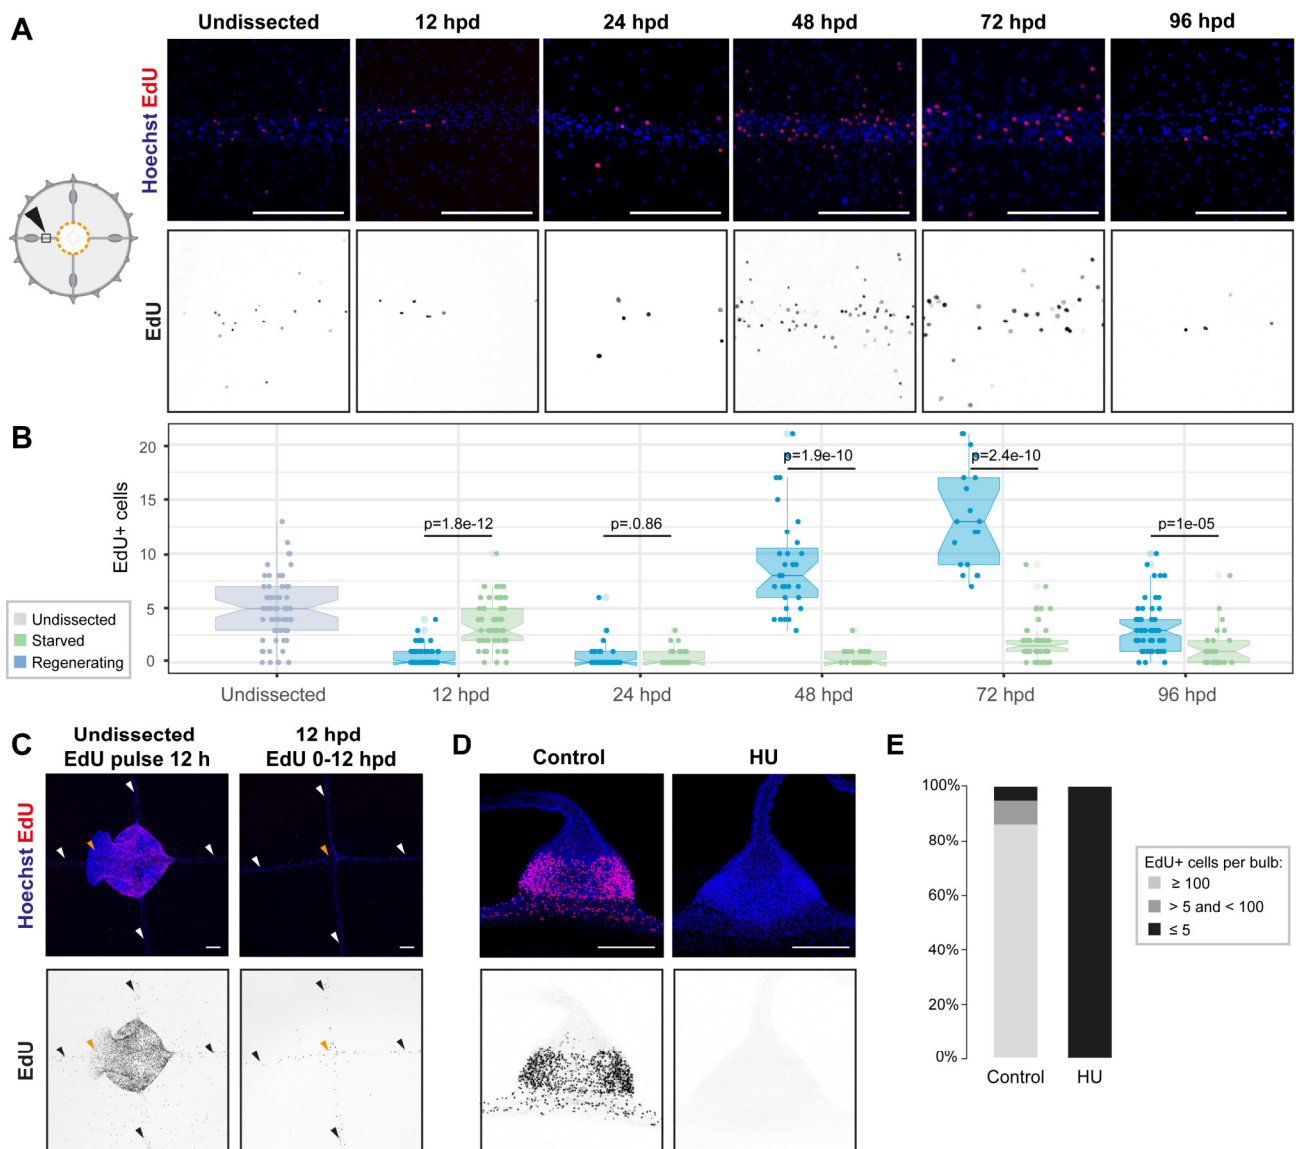 A
Undissected
12 hpd
24 hpd
48 hpd
72 hpd
96 hpd
Hoechst EdU
EdU
B
EdU+ cells
20
15
10
5
0
p=1.8e-12
p=.0.86
p=1.9e-10
p=2.4e-10
p=1e-05
Undissected
Starved
Regenerating
Undissected
12 hpd
24 hpd
48 hpd
72 hpd
96 hpd
C
Undissected
EdU pulse 12 h
12 hpd
EdU 0-12 hpd
Hoechst EdU
EdU
D
Control
HU
E
100%
80%
60%
40%
20%
0%
Control
HU
EdU+ cells per bulb:
≥ 100
> 5 and < 100
≤ 5